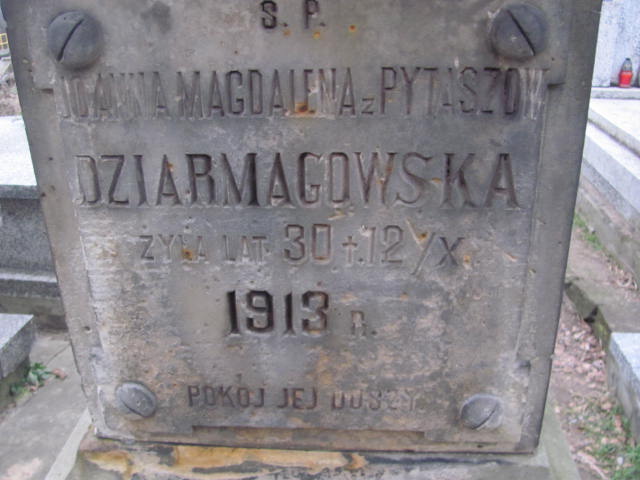 Ś. P.
JOANNA MAGDALENA z PYTASZÓW
DZIARMAGOWSKA
ŻYŁA LAT 30 †. 12/X
1913 R.
POKÓJ JEJ DUSZY